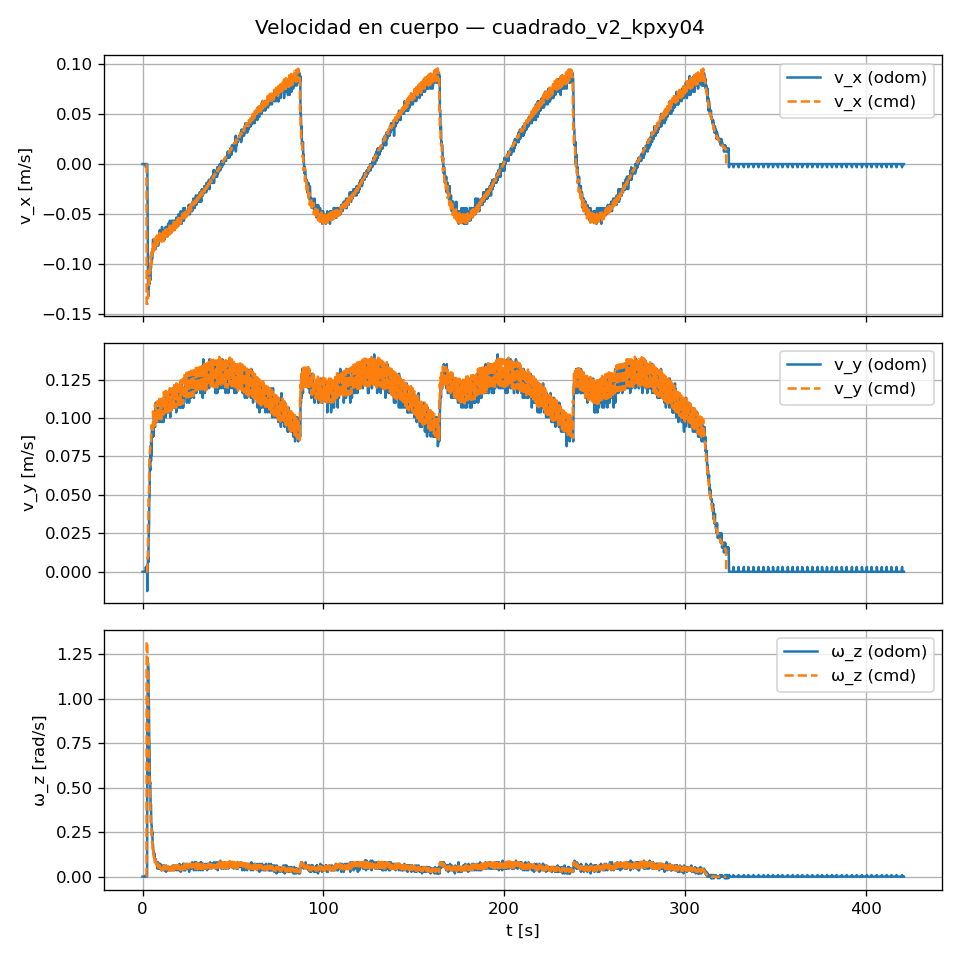 Velocidad en cuerpo — cuadrado_v2_kpxy04
0.10
0.05
0.00
−0.05
−0.10
−0.15
v_x [m/s]
v_x (odom)
v_x (cmd)
0.125
0.100
0.075
0.050
0.025
0.000
v_y [m/s]
v_y (odom)
v_y (cmd)
1.25
1.00
0.75
0.50
0.25
0.00
ω_z [rad/s]
ω_z (odom)
ω_z (cmd)
0 100 200 300 400
t [s]